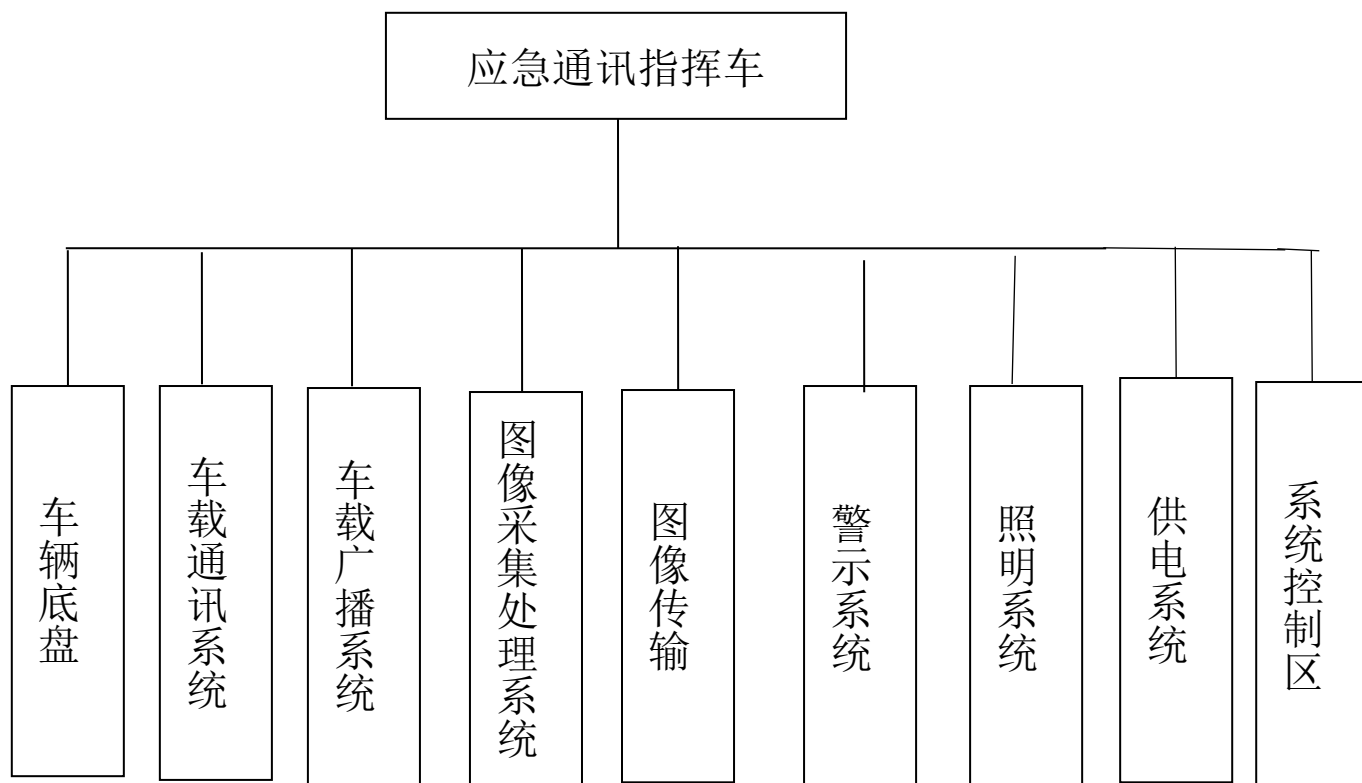 应急通讯指挥车
车辆底盘
车载通讯系统
车载广播系统
图像采集处理系统
图像传输
警示系统
照明系统
供电系统
系统控制区